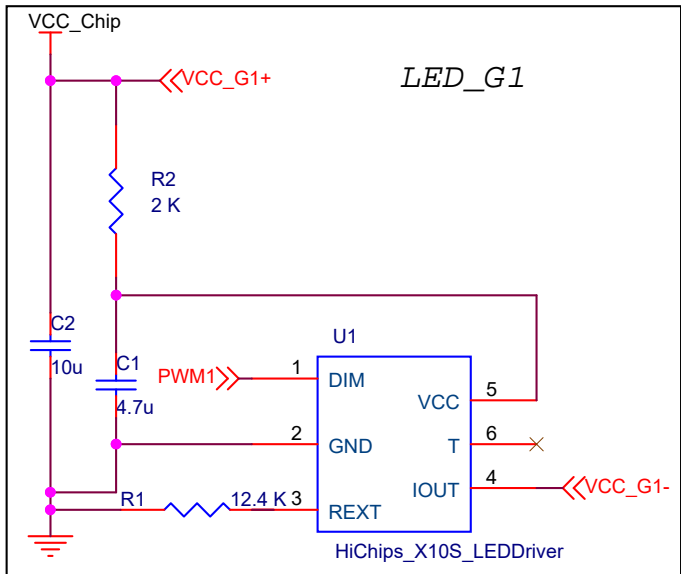 VCC_Chip
VCC_G1+
LED_G1
R2
2 K
C2
10u
C1
4.7u
U1
PWM1
1
DIM
VCC
5
2
GND
T
6
IOUT
4
VCC_G1-
R1
12.4 K
3
REXT
HiChips_X10S_LEDDriver